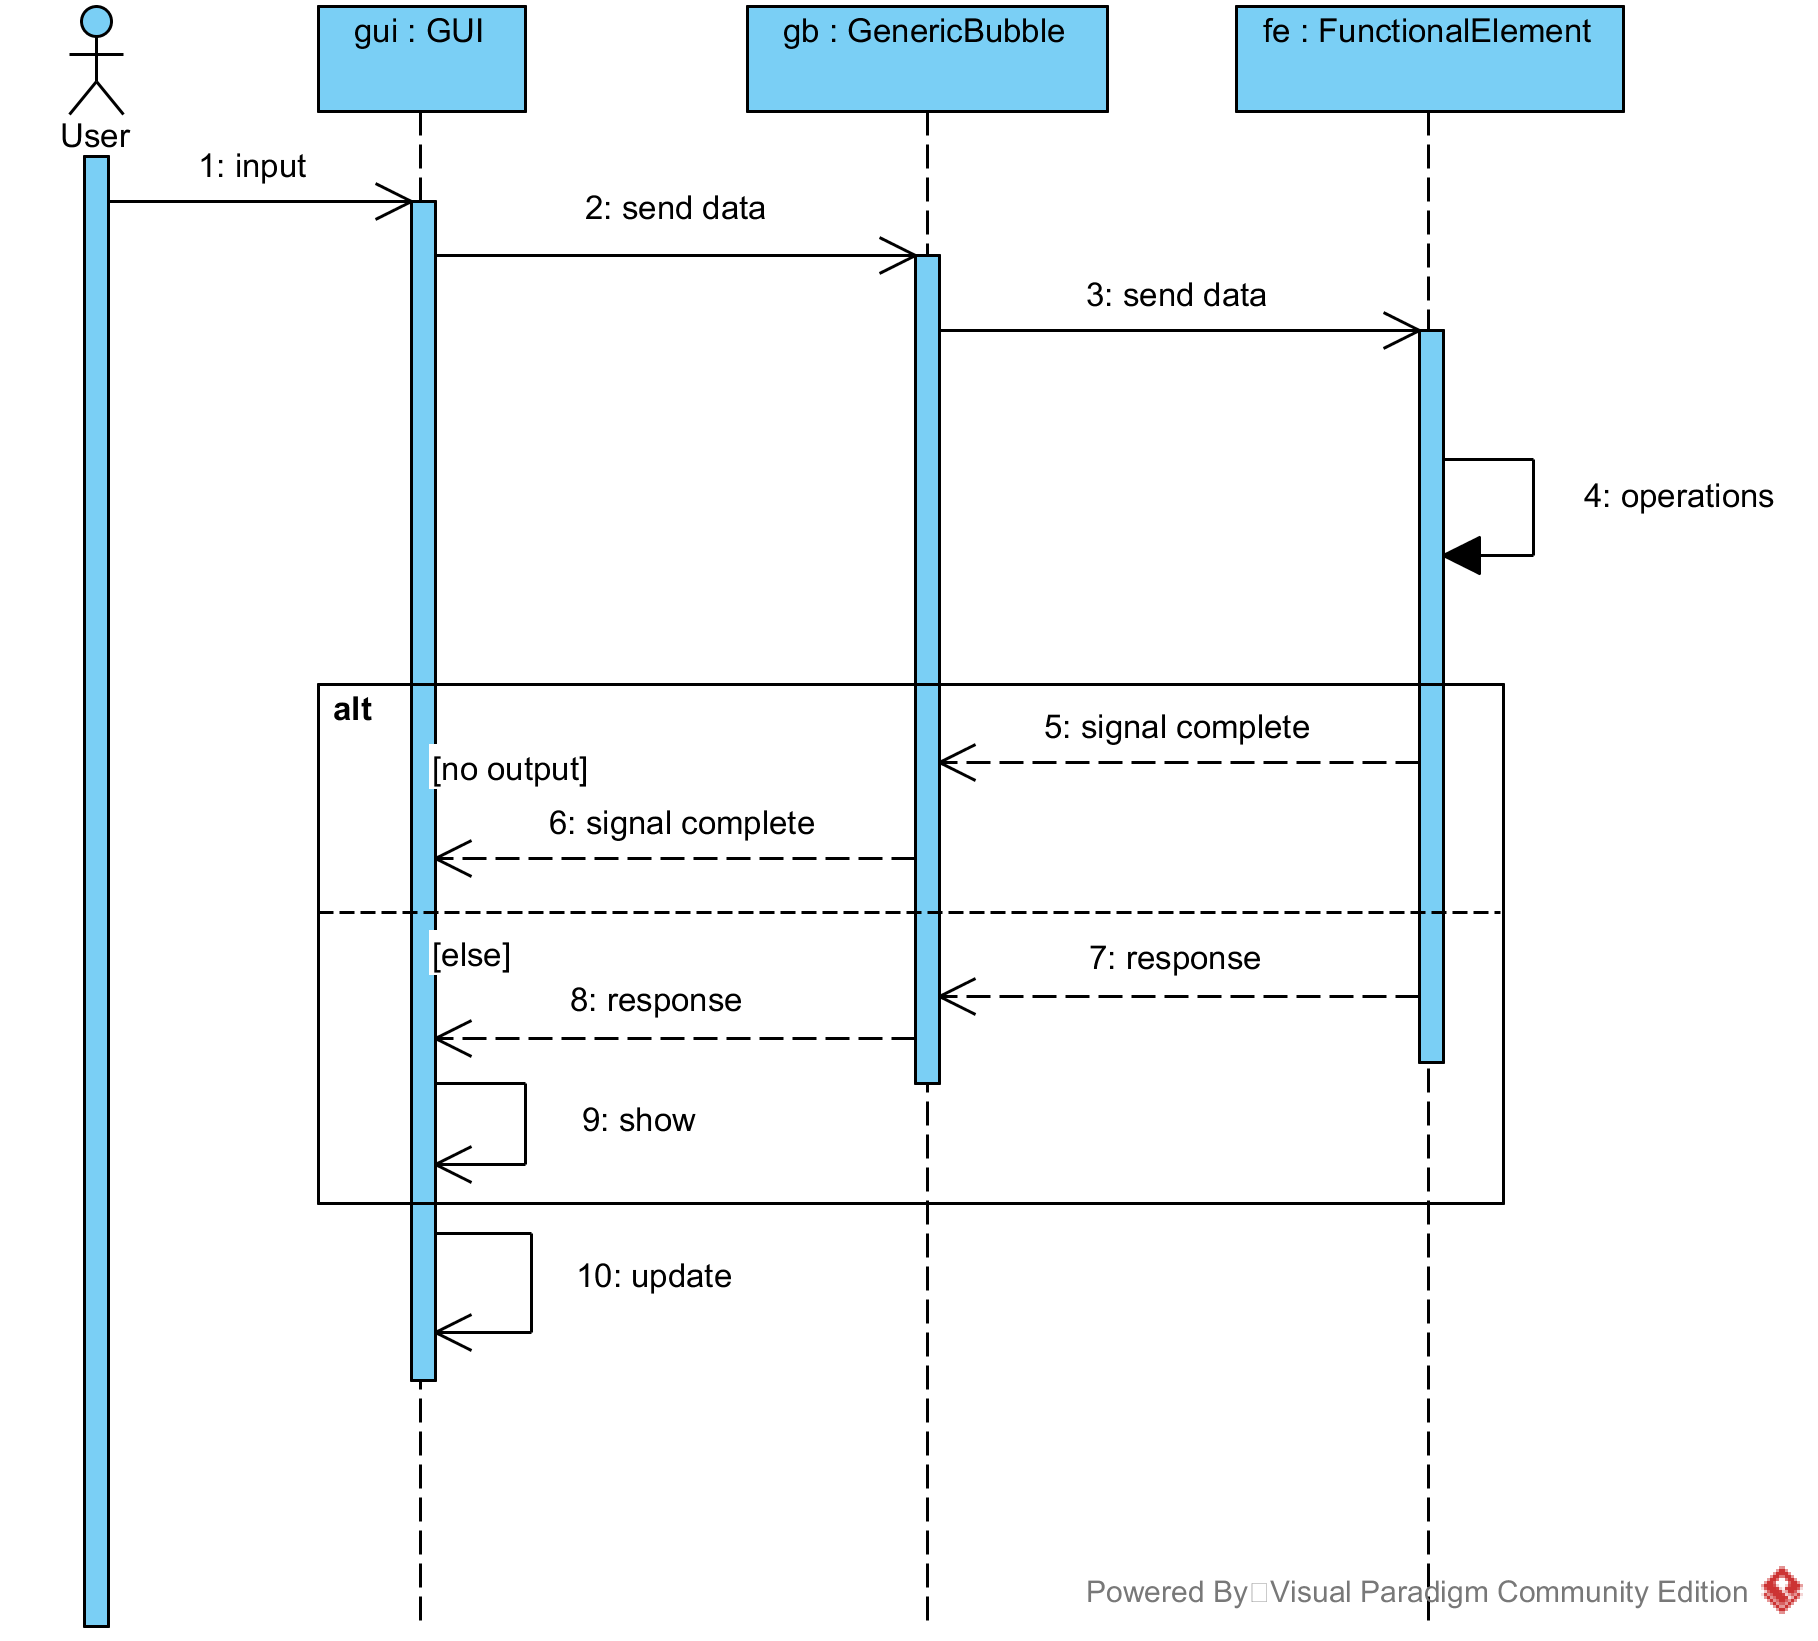 gui : GUI
gb : GenericBubble
fe : FunctionalElement
User
1: input
2: send data
3: send data
4: operations
alt
5: signal complete
[no output]
6: signal complete
[else]
7: response
8: response
9: show
10: update
Powered By Visual Paradigm Community Edition